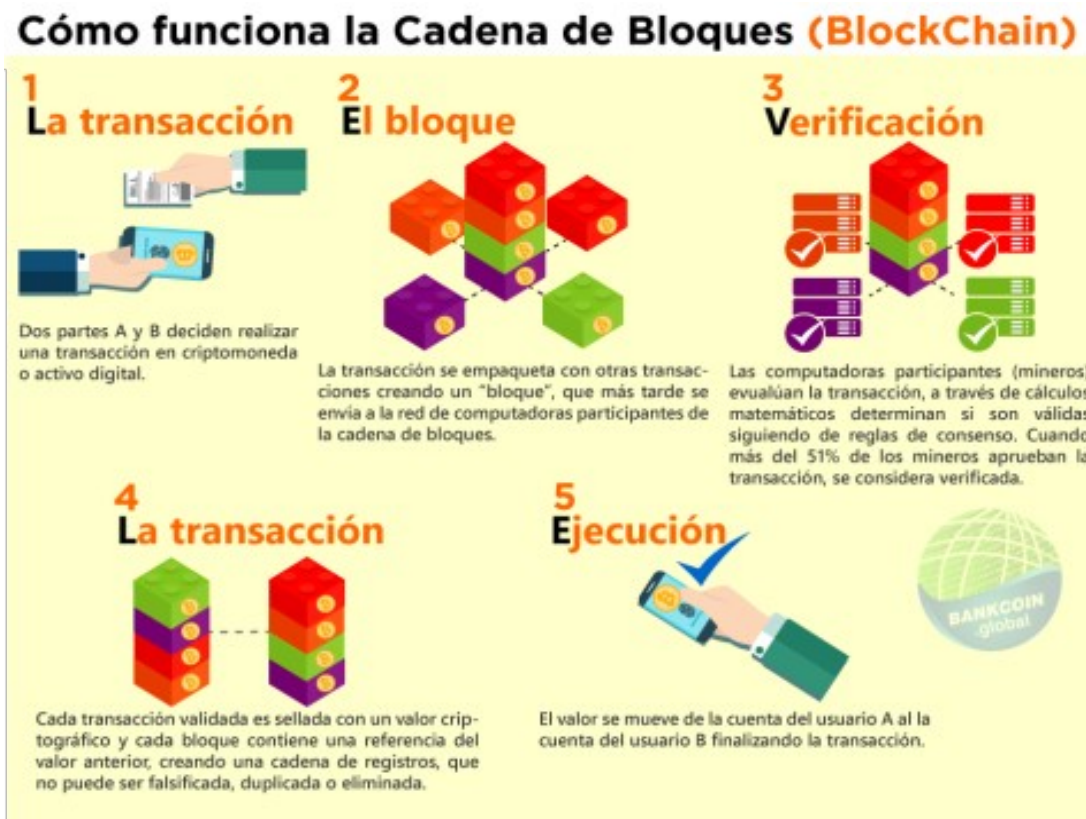 Cómo funciona la Cadena de Bloques (BlockChain)
1
La transacción
Dos partes A y B deciden realizar
una transacción en criptomoneda
o activo digital.
2
El bloque
La transacción se empaqueta con otras transac-
ciones creando un "bloque", que más tarde se
envia a la red de computadoras participantes de
la cadena de bloques.
3
Verificación
Las computadoras participantes (mineros)
evualúan la transacción, a través de cálculos
matemáticos determinan si son válidas
siguiendo de reglas de consenso. Cuando
más del 51% de los mineros aprueban la
transacción, se considera verificada.
4
La transacción
Cada transacción validada es sellada con un valor crip-
tográfico y cada bloque contiene una referencia del
valor anterior, creando una cadena de registros, que
no puede ser falsificada, duplicada o eliminada.
5
Ejecución
El valor se mueve de la cuenta del usuario A al la
cuenta del usuario B finalizando la transacción.
BANKCOIN
.global